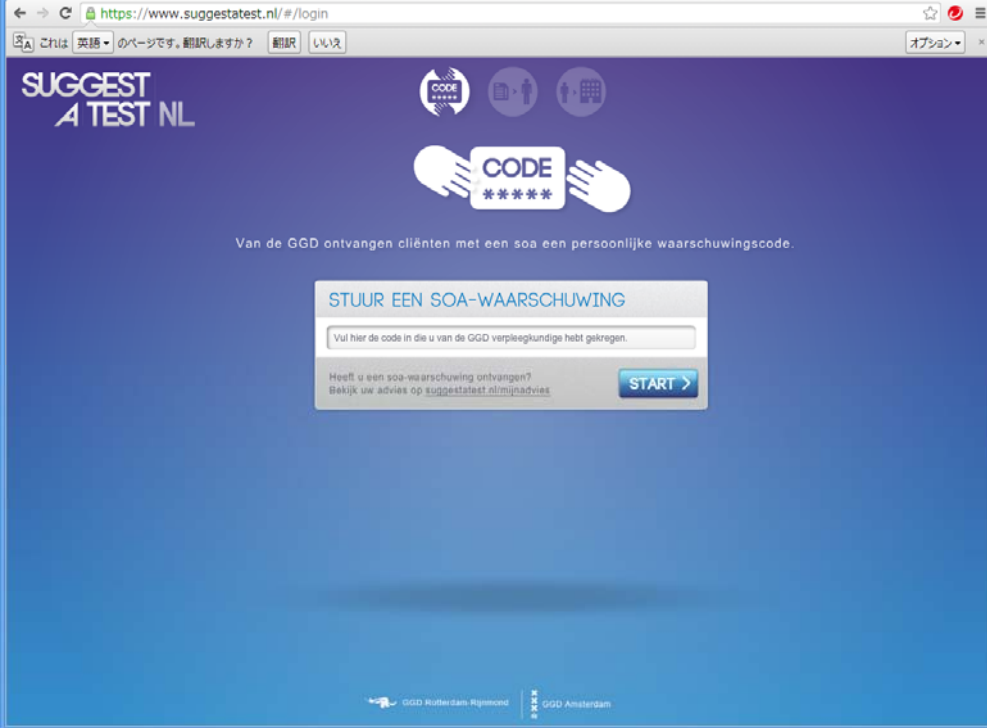 https://www.suggestatest.nl/#/login
これは 英語 のページです。翻訳しますか? 翻訳 いいえ オプション
SUGGEST
A TEST NL
CODE
*****
CODE
*****
Van de GGD ontvangen cliënten met een soa een persoonlijke waarschuwingscode.
STUUR EEN SOA-WAARSCHUWING
Vul hier de code in die u van de GGD verpleegkundige hebt gekregen.
Heeft u een soa-waarschuwing ontvangen?
Bekijk uw advies op suggestatest.nl/mijnadvies
START
GGD Rotterdam-Rijnmond
GGD Amsterdam